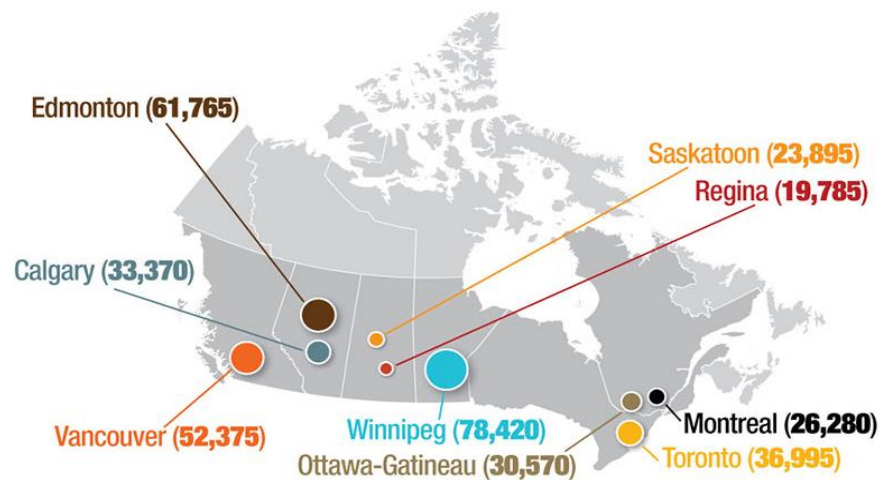 Edmonton (61,765)
Saskatoon (23,895)
Regina (19,785)
Calgary (33,370)
Vancouver (52,375)
Winnipeg (78,420)
Montreal (26,280)
Ottawa-Gatineau (30,570)
Toronto (36,995)